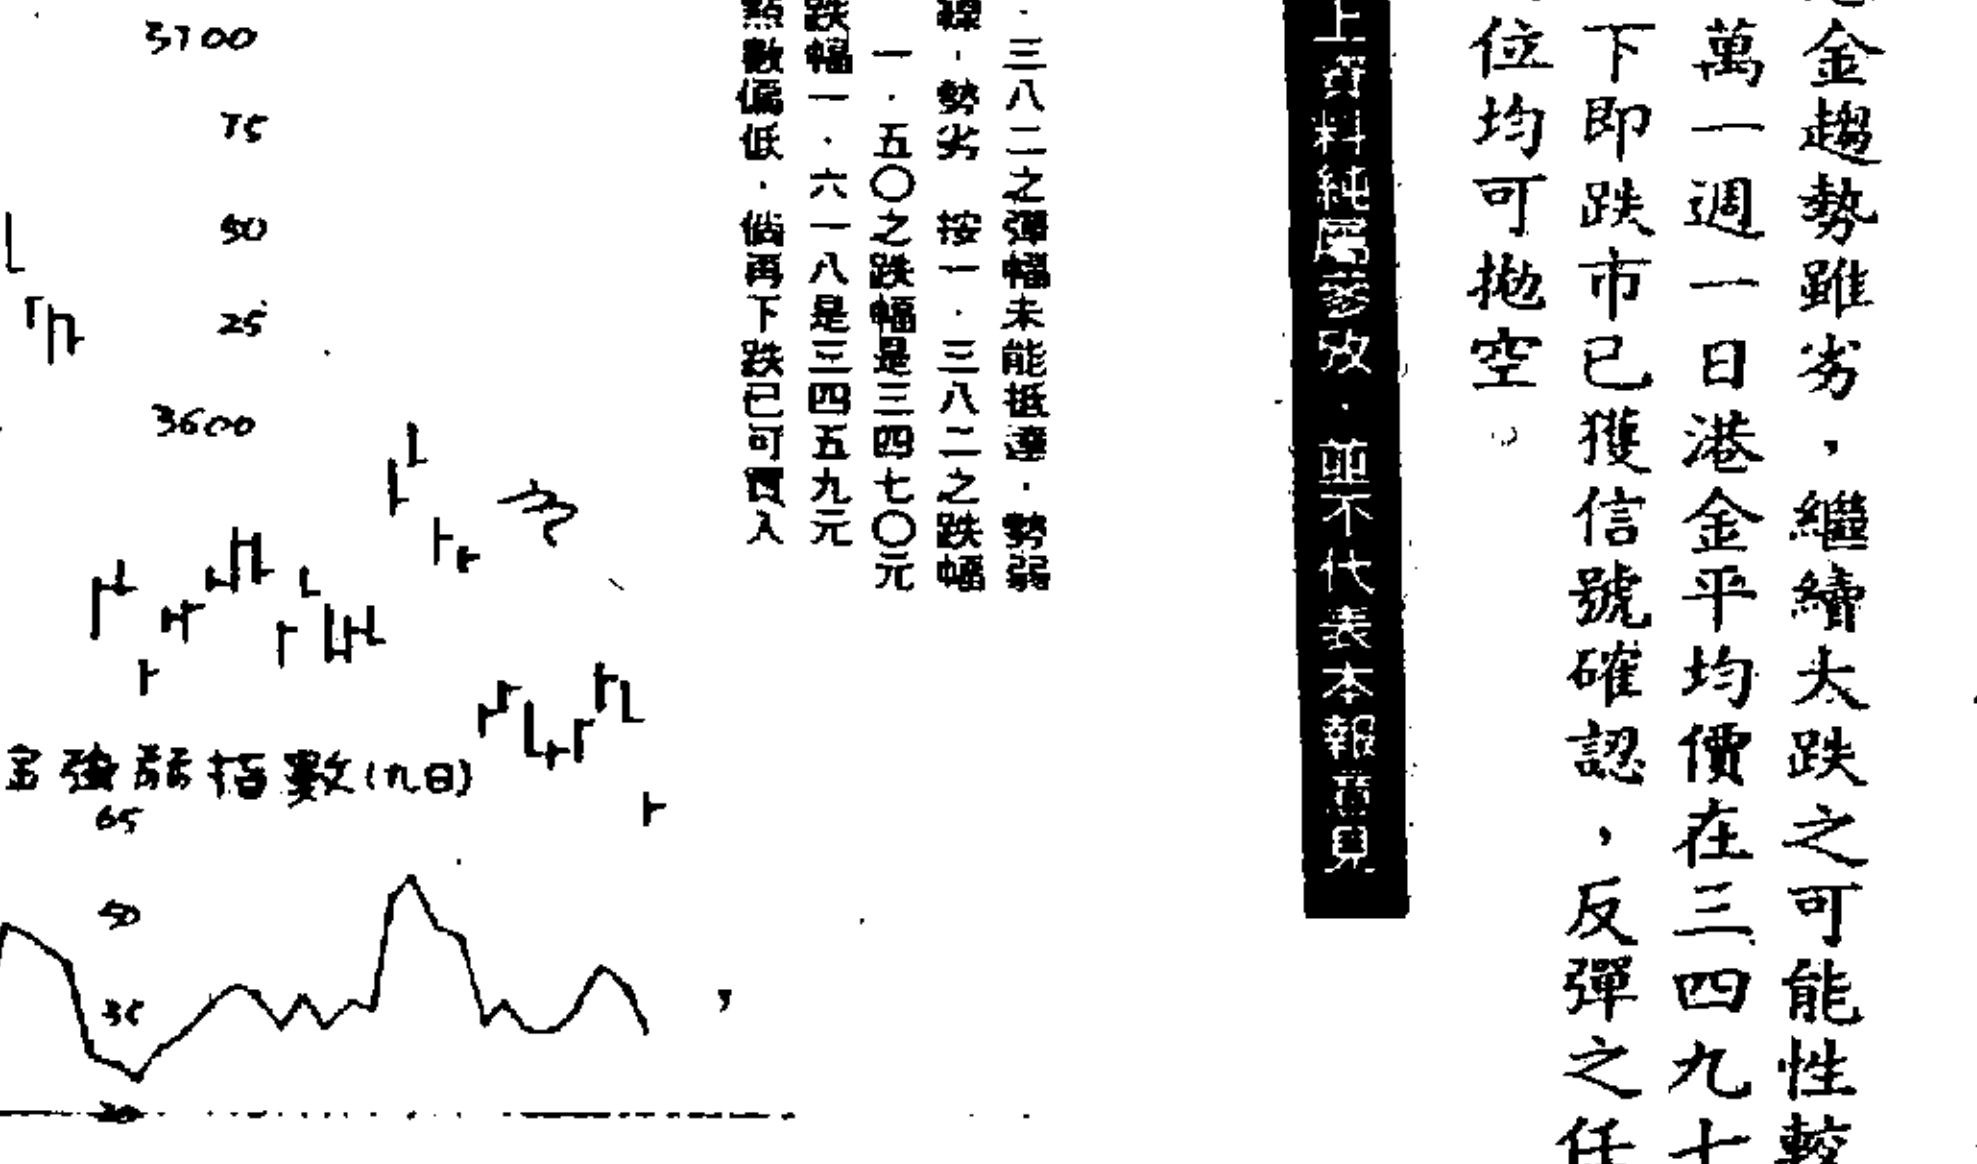 金趨勢雖劣，繼續大跌之可能性較
萬一週一日港金平均價在三四九七
下即跌市已獲信號確認，反彈之任
位均可拋空。
上資料純屬參攷·並不代表本報意見
·三八二之彈幅未能抵達·勢弱
·勢劣 按一·三八二之跌幅
一·五〇之跌幅是三四七〇元
跌幅一·六一八是三四五九元
點數偏低·倘再下跌已可買入
3700
75
50
25
3600
金強弱指數(九日)
65
50
35
20